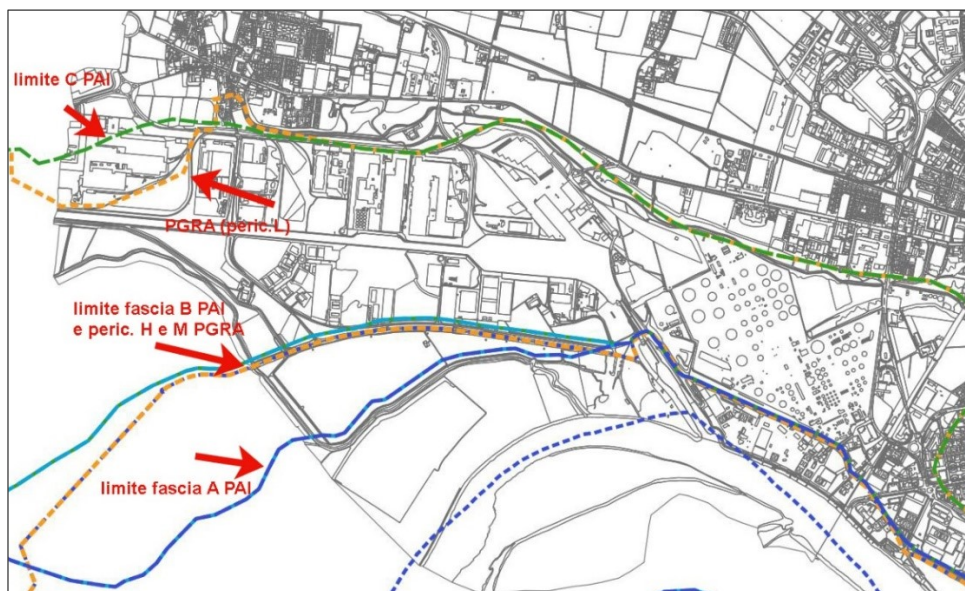 limite C PAI
PGRA (peric.L)
limite fascia B PAI
e peric. H e M PGRA
limite fascia A PAI